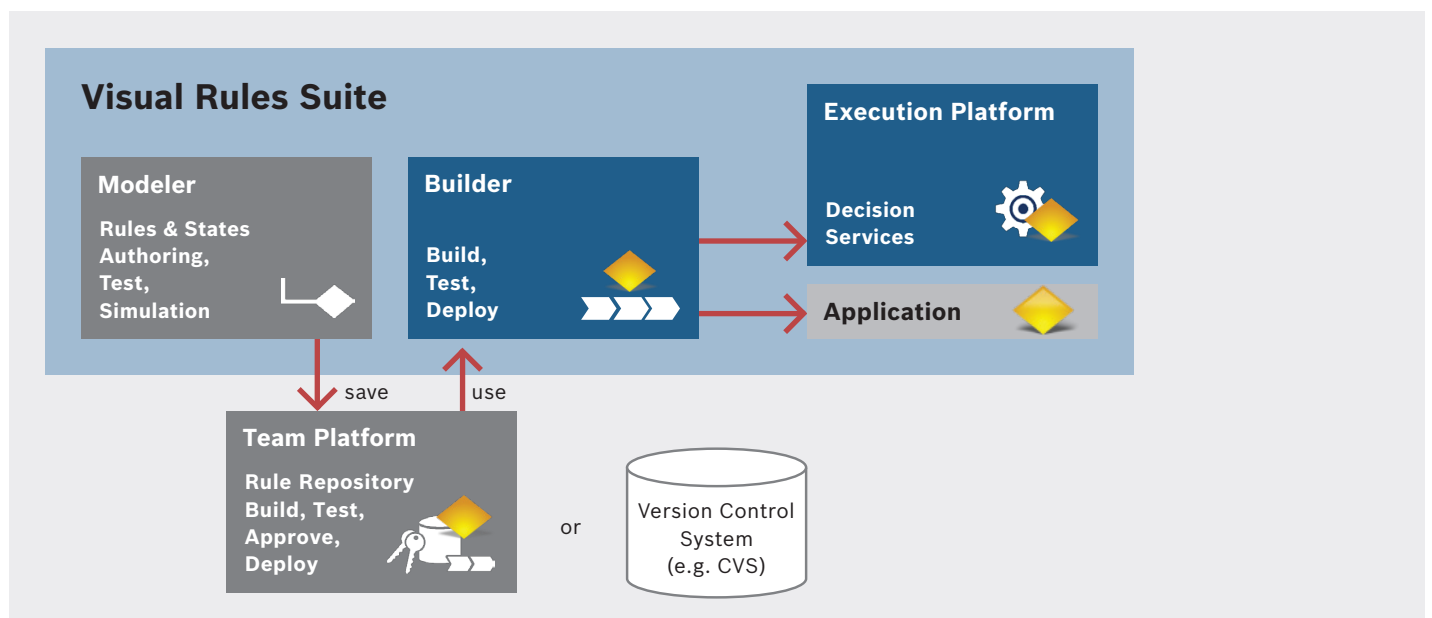 Visual Rules Suite
Modeler
Rules & States
Authoring,
Test,
Simulation
Builder
Build,
Test,
Deploy
Execution Platform
Decision
Services
Application
save
use
Team Platform
Rule Repository
Build, Test,
Approve,
Deploy
or
Version Control
System
(e.g. CVS)